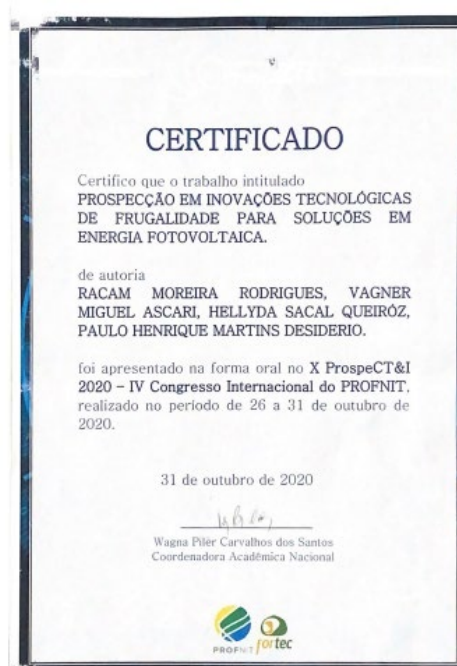 CERTIFICADO
Certifico que o trabalho intitulado
PROSPECÇÃO EM INOVAÇÕES TECNOLÓGICAS
DE FRUGALIDADE PARA SOLUÇÕES EM
ENERGIA FOTOVOLTAICA.
de autoria
RACAM MOREIRA RODRIGUES, VAGNER
MIGUEL ASCARI, HELLYDA SACAL QUEIRÓZ,
PAULO HENRIQUE MARTINS DESIDERIO.
foi apresentado na forma oral no X ProspeCT&I
2020 – IV Congresso Internacional do PROFNIT,
realizado no período de 26 a 31 de outubro de
2020.
31 de outubro de 2020
Wagna Piler Carvalhos dos Santos
Coordenadora Acadêmica Nacional
PROFNIT fortec